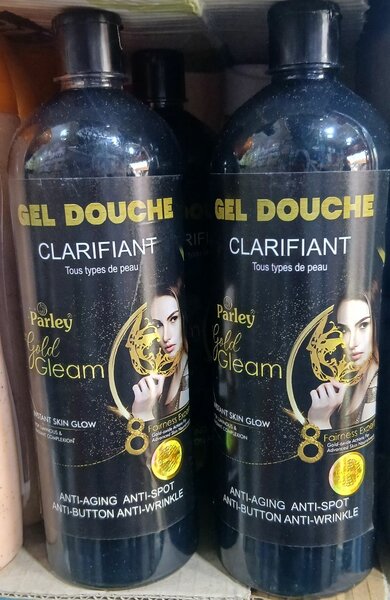 GEL DOUCHE
CLARIFIANT
Tous types de peau
Parley
Gold
Gleam
INSTANT SKIN GLOW
8
Fairness Expert
ANTI-AGING ANTI-SPOT
ANTI-BUTTON ANTI-WRINKLE
GEL DOUCHE
CLARIFIANT
Tous types de peau
Parley
Gold
Gleam
INSTANT SKIN GLOW
8
Fairness Expert
ANTI-AGING ANTI-SPOT
ANTI-BUTTON ANTI-WRINKLE